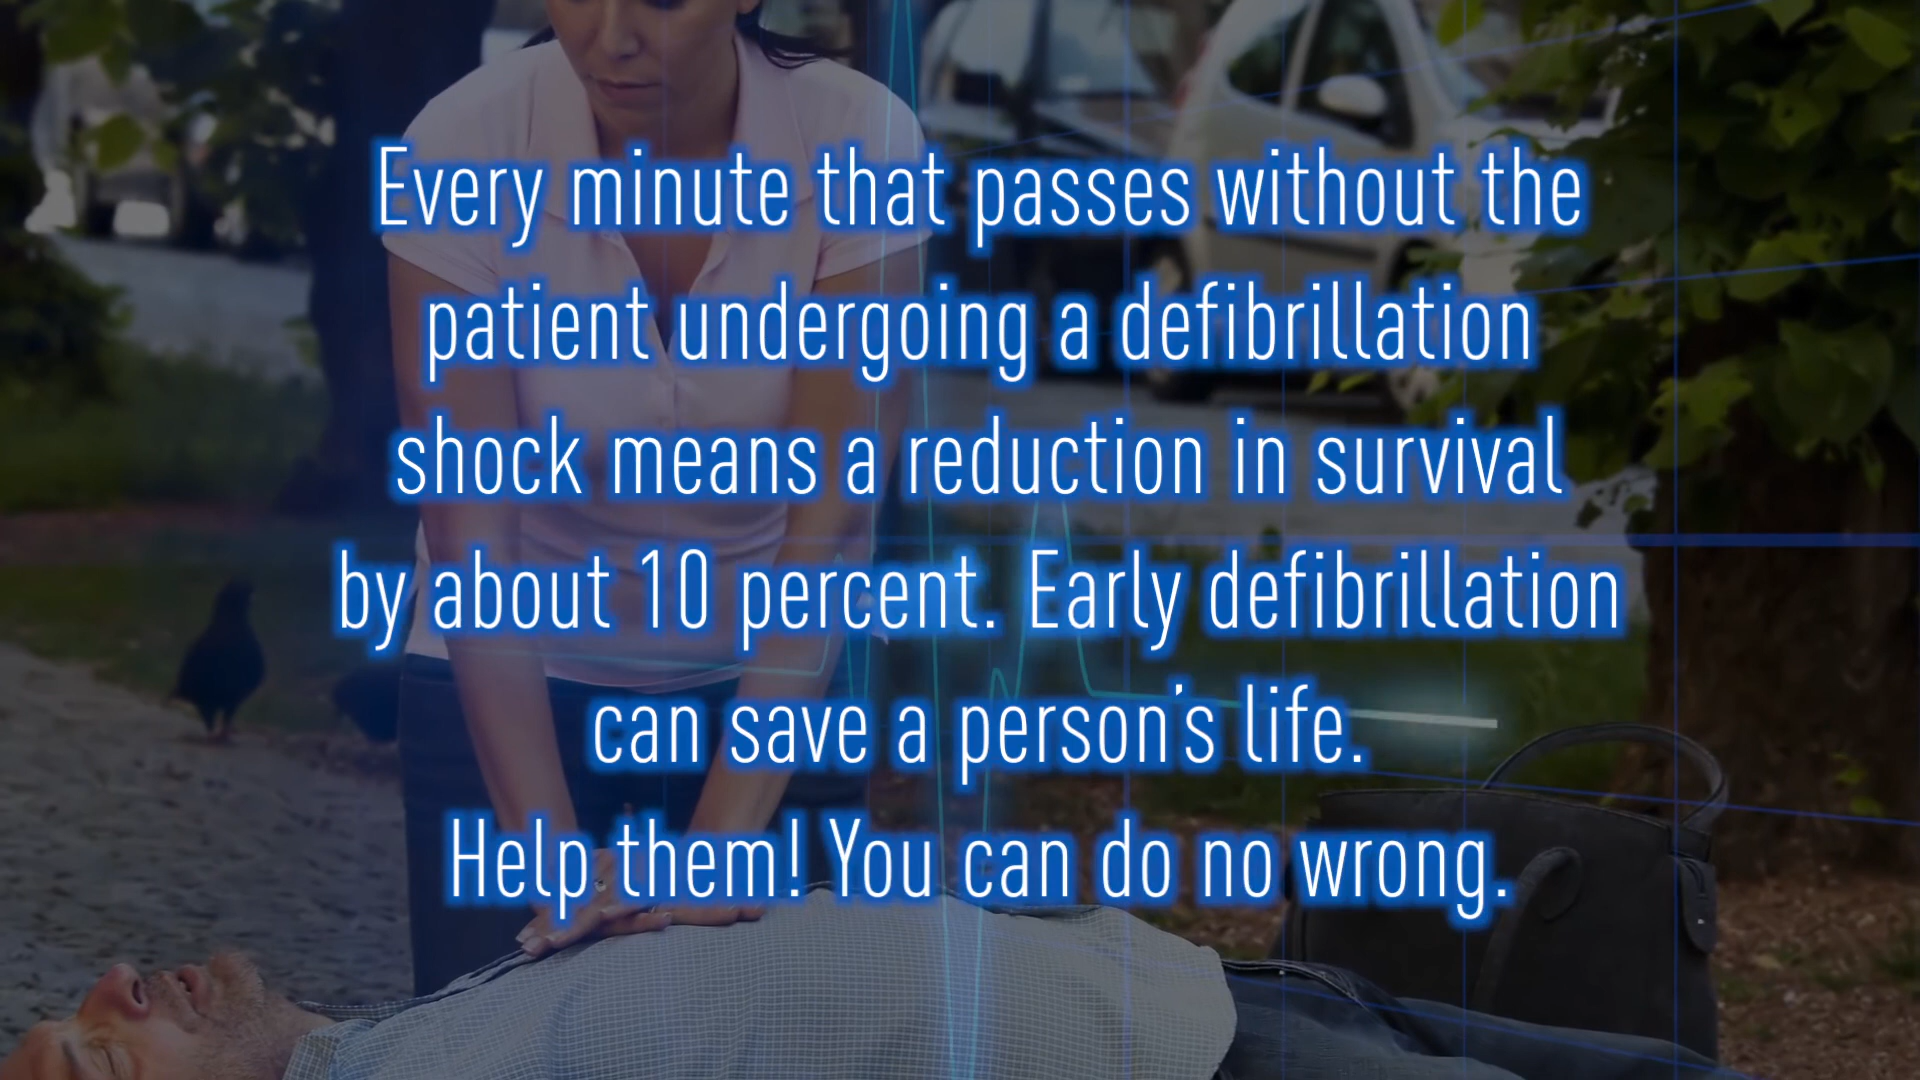 Every minute that passes without the
patient undergoing a defibrillation
shock means a reduction in survival
by about 10 percent. Early defibrillation
can save a person's life.
Help them! You can do no wrong.